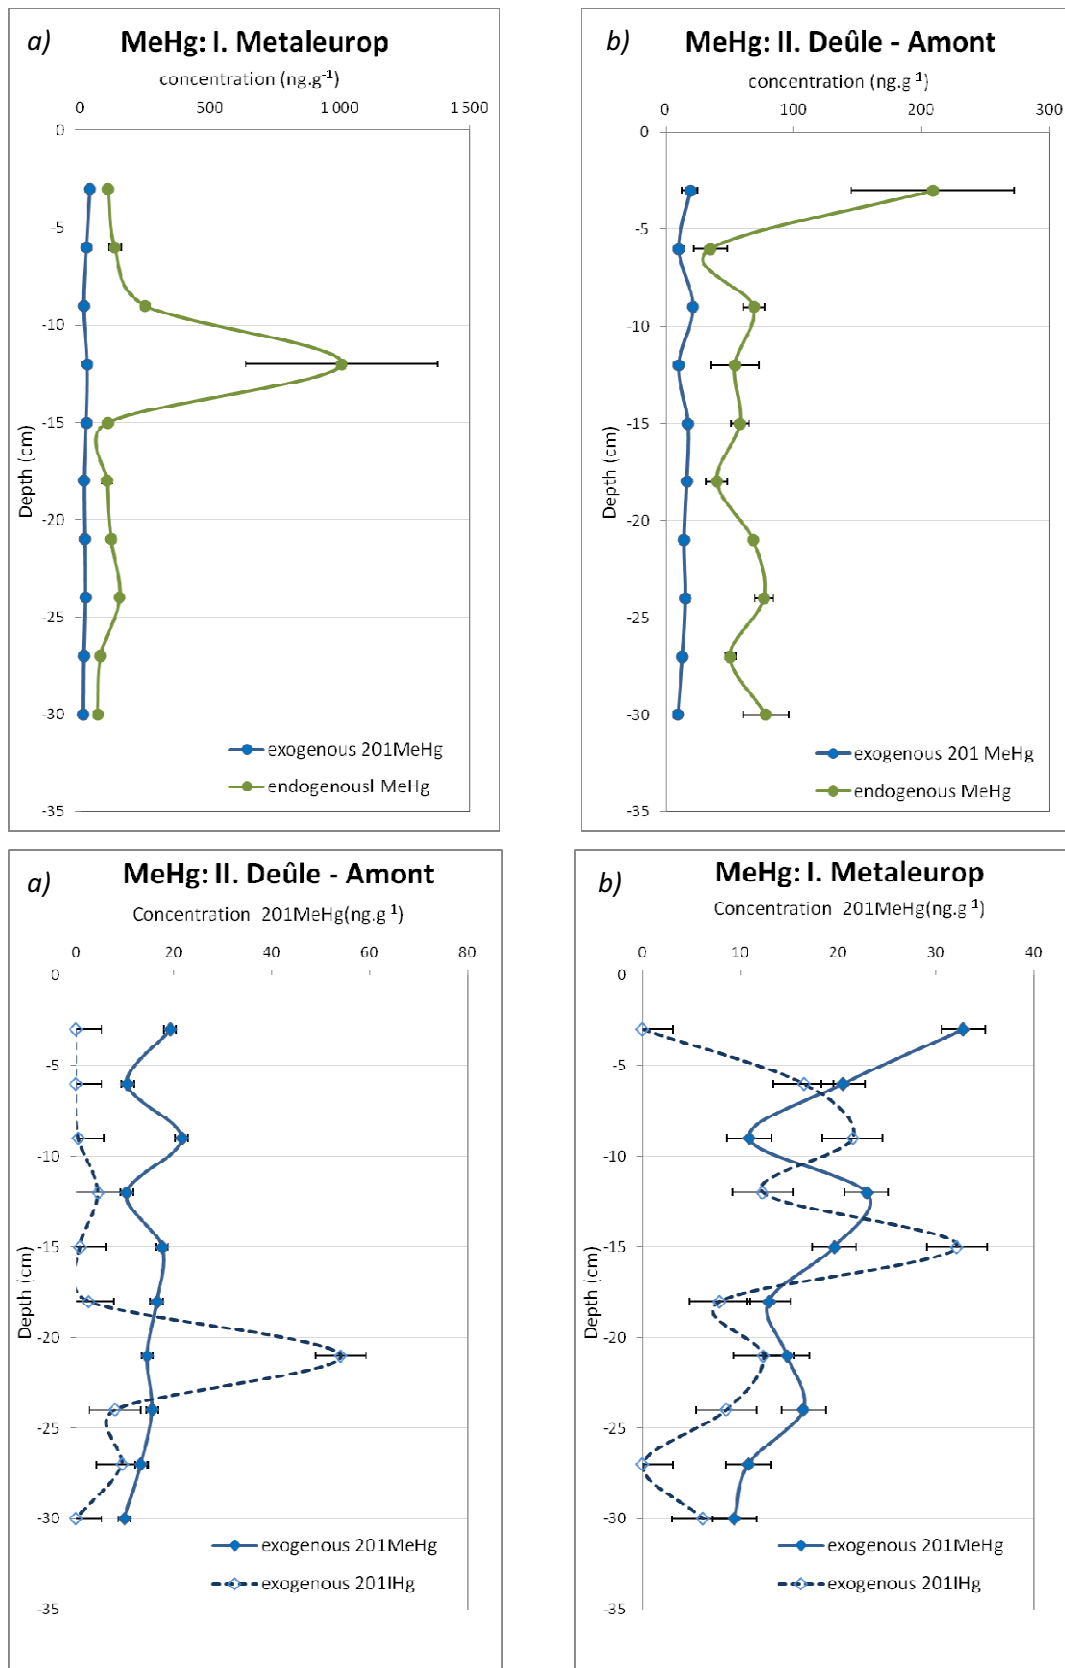 a)
MeHg: I. Metaleurop
concentration (ng.g-1)
0 500 1 000 1 500
0
-5
-10
-15
-20
-25
-30
-35
Depth (cm)
exogenous 201MeHg
endogenousl MeHg
b)
MeHg: II. Deûle - Amont
concentration (ng.g-1)
0 100 200 300
0
-5
-10
-15
-20
-25
-30
-35
Depth (cm)
exogenous 201 MeHg
endogenous MeHg
a)
MeHg: II. Deûle - Amont
Concentration 201MeHg(ng.g-1)
0 20 40 60 80
0
-5
-10
-15
-20
-25
-30
-35
Depth (cm)
exogenous 201MeHg
exogenous 201IHg
b)
MeHg: I. Metaleurop
Concentration 201MeHg(ng.g-1)
0 10 20 30 40
0
-5
-10
-15
-20
-25
-30
-35
Depth (cm)
exogenous 201MeHg
exogenous 201IHg